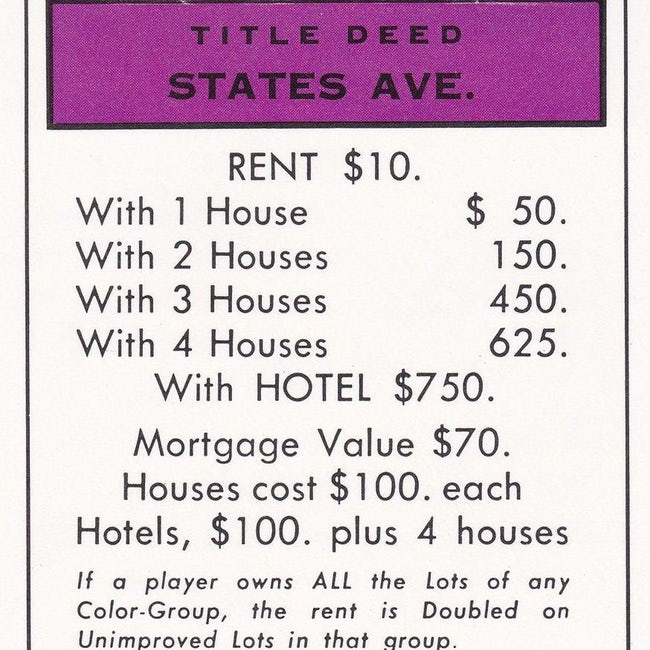 TITLE DEED
STATES AVE.
RENT $10.
With 1 House $ 50.
With 2 Houses 150.
With 3 Houses 450.
With 4 Houses 625.
With HOTEL $750.
Mortgage Value $70.
Houses cost $100. each
Hotels, $100. plus 4 houses
If a player owns ALL the Lots of any
Color-Group, the rent is Doubled on
Unimproved Lots in that group.